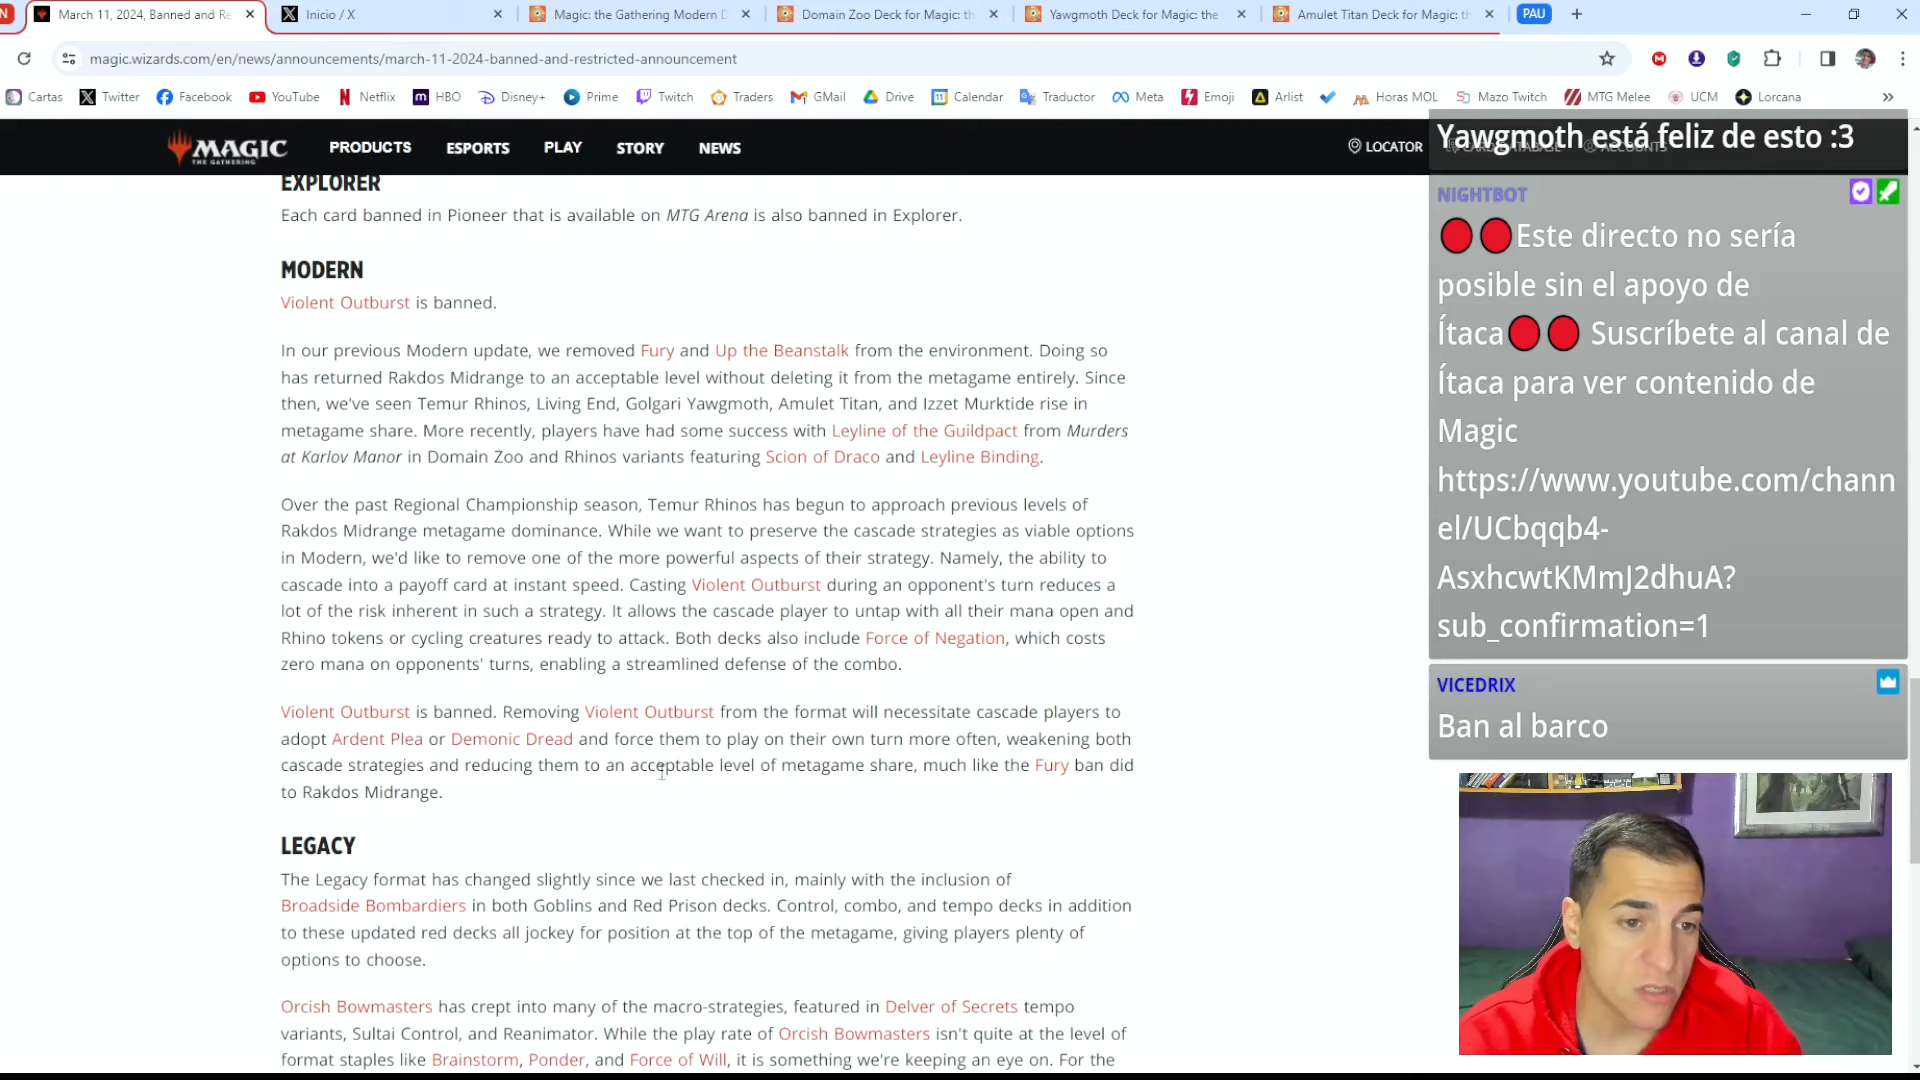 N
March 11, 2024, Banned and Re
Inicio / X
Magic: the Gathering Modern D
Domain Zoo Deck for Magic: th
Yawgmoth Deck for Magic: the
Amulet Titan Deck for Magic: th
PAU
magic.wizards.com/en/news/announcements/march-11-2024-banned-and-restricted-announcement
Cartas Twitter Facebook YouTube Netflix HBO Disney+ Prime Twitch Traders GMail Drive Calendar Traductor Meta Emoji Arlist Horas MOL Mazo Twitch MTG Melee UCM Lorcana
MAGIC
THE GATHERING
PRODUCTS ESPORTS PLAY STORY NEWS
LOCATOR
EXPLORER
Each card banned in Pioneer that is available on MTG Arena is also banned in Explorer.
MODERN
Violent Outburst is banned.
In our previous Modern update, we removed Fury and Up the Beanstalk from the environment. Doing so
has returned Rakdos Midrange to an acceptable level without deleting it from the metagame entirely. Since
then, we've seen Temur Rhinos, Living End, Golgari Yawgmoth, Amulet Titan, and Izzet Murktide rise in
metagame share. More recently, players have had some success with Leyline of the Guildpact from Murders
at Karlov Manor in Domain Zoo and Rhinos variants featuring Scion of Draco and Leyline Binding.
Over the past Regional Championship season, Temur Rhinos has begun to approach previous levels of
Rakdos Midrange metagame dominance. While we want to preserve the cascade strategies as viable options
in Modern, we'd like to remove one of the more powerful aspects of their strategy. Namely, the ability to
cascade into a payoff card at instant speed. Casting Violent Outburst during an opponent's turn reduces a
lot of the risk inherent in such a strategy. It allows the cascade player to untap with all their mana open and
Rhino tokens or cycling creatures ready to attack. Both decks also include Force of Negation, which costs
zero mana on opponents' turns, enabling a streamlined defense of the combo.
Violent Outburst is banned. Removing Violent Outburst from the format will necessitate cascade players to
adopt Ardent Plea or Demonic Dread and force them to play on their own turn more often, weakening both
cascade strategies and reducing them to an acceptable level of metagame share, much like the Fury ban did
to Rakdos Midrange.
LEGACY
The Legacy format has changed slightly since we last checked in, mainly with the inclusion of
Broadside Bombardiers in both Goblins and Red Prison decks. Control, combo, and tempo decks in addition
to these updated red decks all jockey for position at the top of the metagame, giving players plenty of
options to choose.
Orcish Bowmasters has crept into many of the macro-strategies, featured in Delver of Secrets tempo
variants, Sultai Control, and Reanimator. While the play rate of Orcish Bowmasters isn't quite at the level of
format staples like Brainstorm, Ponder, and Force of Will, it is something we're keeping an eye on. For the
Yawgmoth está feliz de esto :3
NIGHTBOT
Este directo no sería
posible sin el apoyo de
Ítaca Suscríbete al canal de
Ítaca para ver contenido de
Magic
https://www.youtube.com/chann
el/UCbqqb4-
AsxhcwtKMmJ2dhuA?
sub_confirmation=1
VICEDRIX
Ban al barco